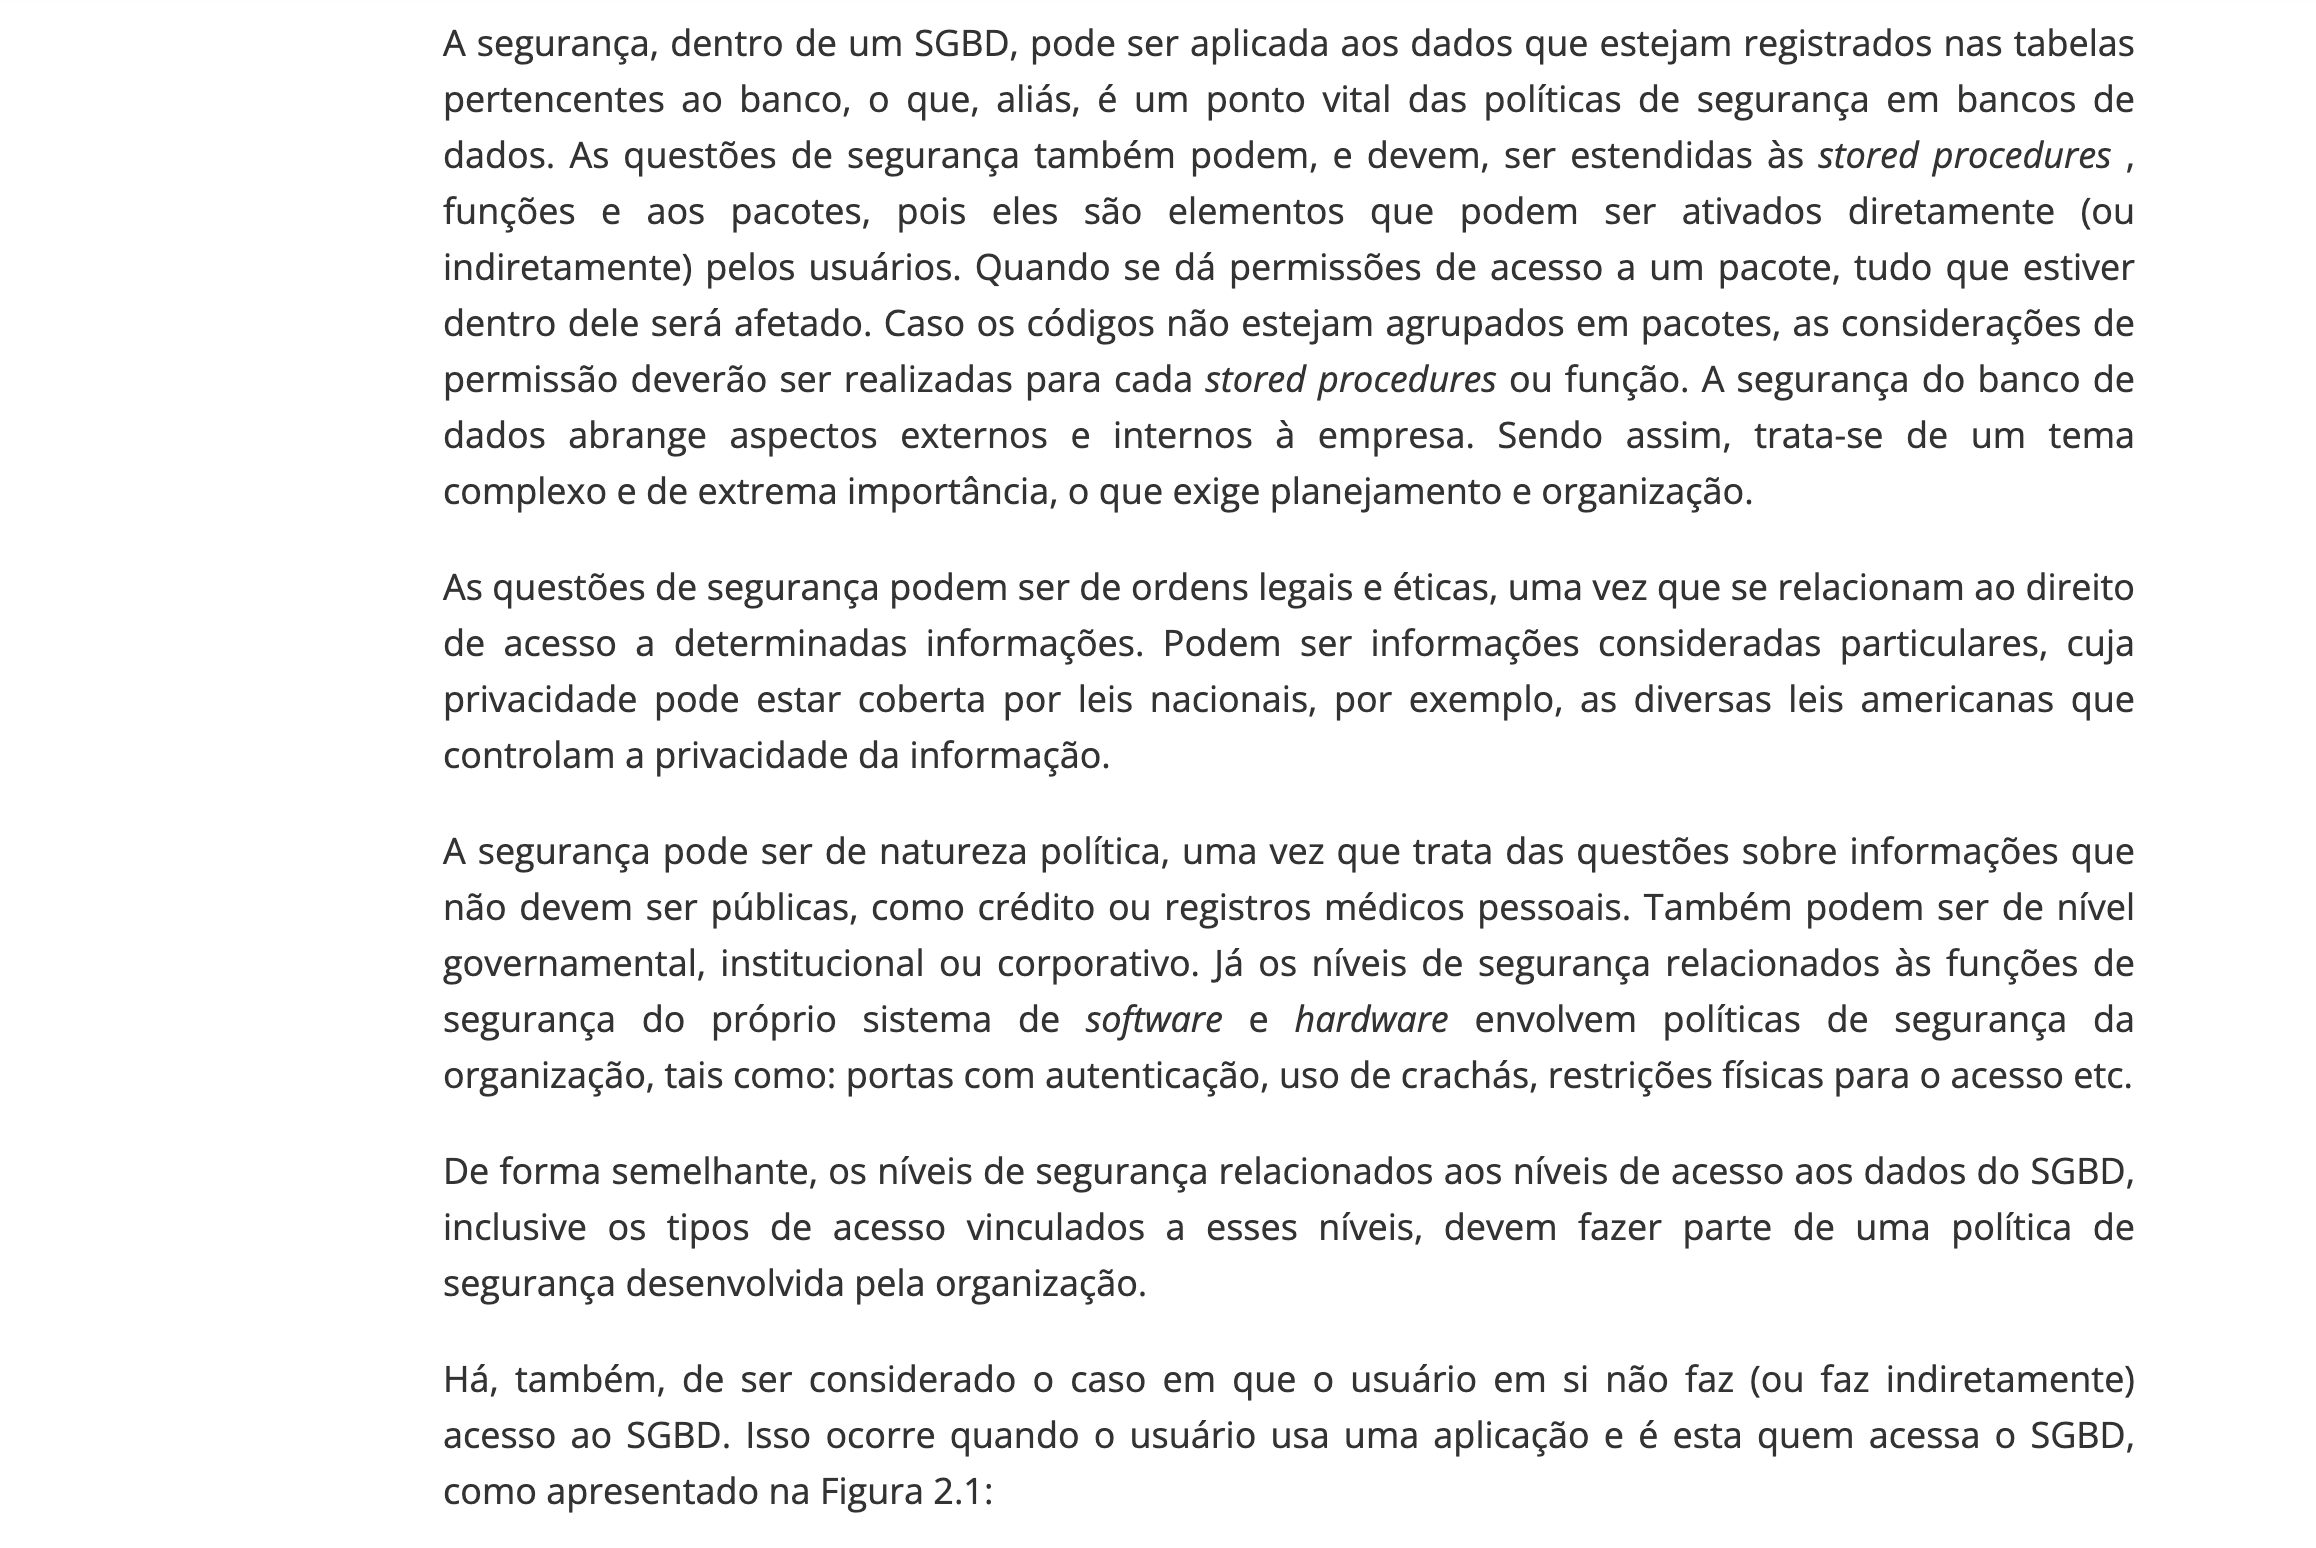 A segurança, dentro de um SGBD, pode ser aplicada aos dados que estejam registrados nas tabelas
pertencentes ao banco, o que, aliás, é um ponto vital das políticas de segurança em bancos de
dados. As questões de segurança também podem, e devem, ser estendidas às stored procedures ,
funções e aos pacotes, pois eles são elementos que podem ser ativados diretamente (ou
indiretamente) pelos usuários. Quando se dá permissões de acesso a um pacote, tudo que estiver
dentro dele será afetado. Caso os códigos não estejam agrupados em pacotes, as considerações de
permissão deverão ser realizadas para cada stored procedures ou função. A segurança do banco de
dados abrange aspectos externos e internos à empresa. Sendo assim, trata-se de um tema
complexo e de extrema importância, o que exige planejamento e organização.
As questões de segurança podem ser de ordens legais e éticas, uma vez que se relacionam ao direito
de acesso a determinadas informações. Podem ser informações consideradas particulares, cuja
privacidade pode estar coberta por leis nacionais, por exemplo, as diversas leis americanas que
controlam a privacidade da informação.
A segurança pode ser de natureza política, uma vez que trata das questões sobre informações que
não devem ser públicas, como crédito ou registros médicos pessoais. Também podem ser de nível
governamental, institucional ou corporativo. Já os níveis de segurança relacionados às funções de
segurança do próprio sistema de software e hardware envolvem políticas de segurança da
organização, tais como: portas com autenticação, uso de crachás, restrições físicas para o acesso etc.
De forma semelhante, os níveis de segurança relacionados aos níveis de acesso aos dados do SGBD,
inclusive os tipos de acesso vinculados a esses níveis, devem fazer parte de uma política de
segurança desenvolvida pela organização.
Há, também, de ser considerado o caso em que o usuário em si não faz (ou faz indiretamente)
acesso ao SGBD. Isso ocorre quando o usuário usa uma aplicação e é esta quem acessa o SGBD,
como apresentado na Figura 2.1: